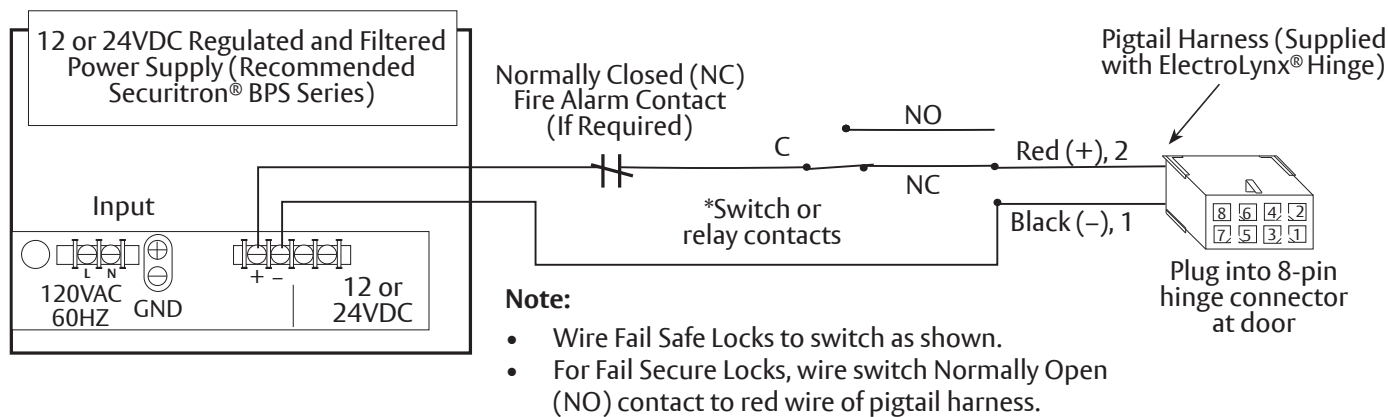 12 or 24VDC Regulated and Filtered
Power Supply (Recommended
Securitron® BPS Series)
Normally Closed (NC)
Fire Alarm Contact
(If Required)
Pigtail Harness (Supplied
with ElectroLynx® Hinge)
NO
C
NC
Red (+), 2
*Switch or
relay contacts
Black (−), 1
8 6 4 2
7 5 3 1
Plug into 8-pin
hinge connector
at door
Input
L N
+ −
120VAC
60HZ
GND
12 or
24VDC
Note:
• Wire Fail Safe Locks to switch as shown.
• For Fail Secure Locks, wire switch Normally Open
(NO) contact to red wire of pigtail harness.